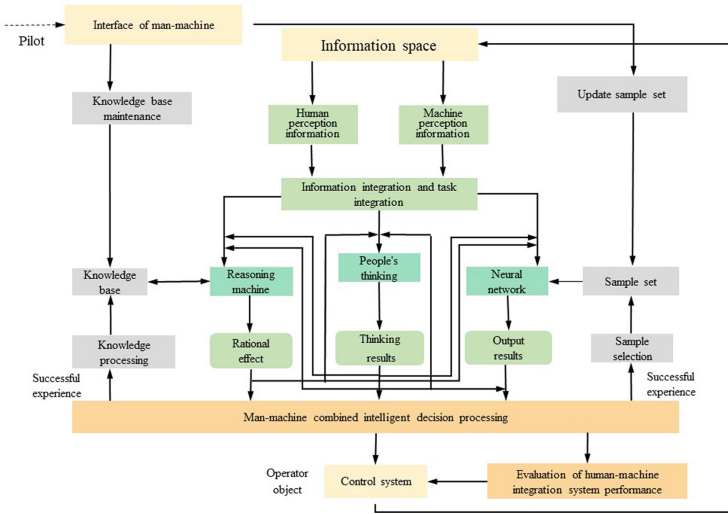 Interface of man-machine
Pilot
Information space
Knowledge base
maintenance
Update sample set
Human
perception
information
Machine
perception
information
Information integration and task
integration
Knowledge
base
Reasoning
machine
People's
thinking
Neural
network
Sample set
Knowledge
processing
Rational
effect
Thinking
results
Output
results
Sample
selection
Successful
experience
Successful
experience
Man-machine combined intelligent decision processing
Operator
object
Control system
Evaluation of human-machine
integration system performance